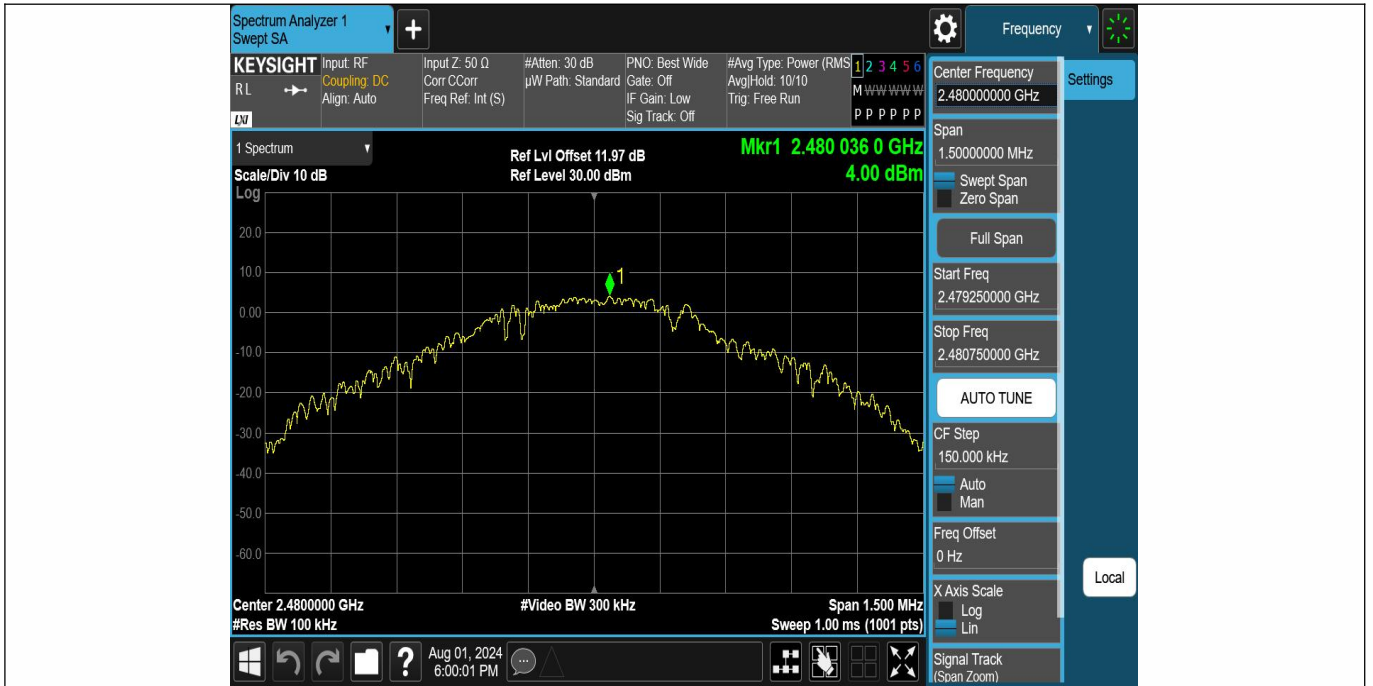 Spectrum Analyzer 1
Swept SA
+
Frequency
KEYSIGHT
RL
LXI
Input: RF
Coupling: DC
Align: Auto
Input Z: 50 Ω
Corr CCorr
Freq Ref: Int (S)
#Atten: 30 dB
µW Path: Standard
PNO: Best Wide
Gate: Off
IF Gain: Low
Sig Track: Off
#Avg Type: Power (RMS
Avg|Hold: 10/10
Trig: Free Run
1 2 3 4 5 6
M W W W W W
P P P P P P
1 Spectrum
Scale/Div 10 dB
Ref Lvl Offset 11.97 dB
Ref Level 30.00 dBm
Mkr1 2.480 036 0 GHz
4.00 dBm
Log
20.0
10.0
0.00
-10.0
-20.0
-30.0
-40.0
-50.0
-60.0
1
Center 2.4800000 GHz
#Res BW 100 kHz
#Video BW 300 kHz
Span 1.500 MHz
Sweep 1.00 ms (1001 pts)
Center Frequency
2.480000000 GHz
Settings
Span
1.50000000 MHz
Swept Span
Zero Span
Full Span
Start Freq
2.479250000 GHz
Stop Freq
2.480750000 GHz
AUTO TUNE
CF Step
150.000 kHz
Auto
Man
Freq Offset
0 Hz
X Axis Scale
Log
Lin
Local
Signal Track
(Span Zoom)
?
Aug 01, 2024
6:00:01 PM